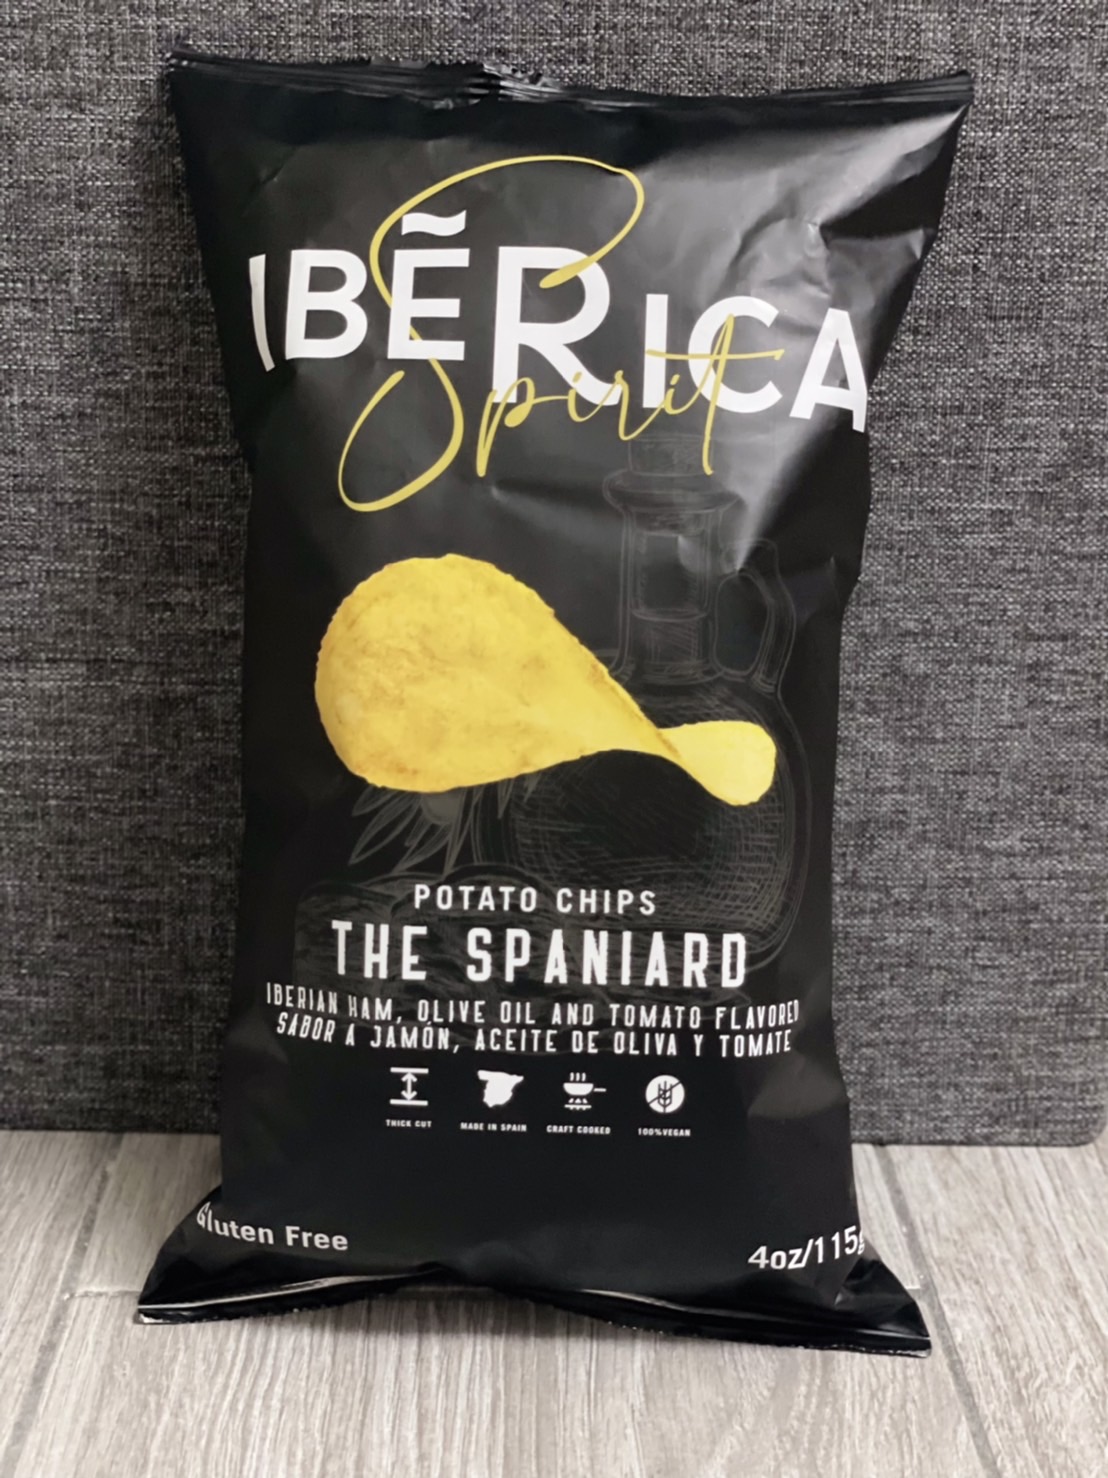 IBẼRICA
Spirit
POTATO CHIPS
THE SPANIARD
IBERIAN HAM, OLIVE OIL AND TOMATO FLAVORED
SABOR A JAMÓN, ACEITE DE OLIVA Y TOMATE
THICK CUT
MADE IN SPAIN
CRAFT COOKED
100%VEGAN
Gluten Free
4oz/115g